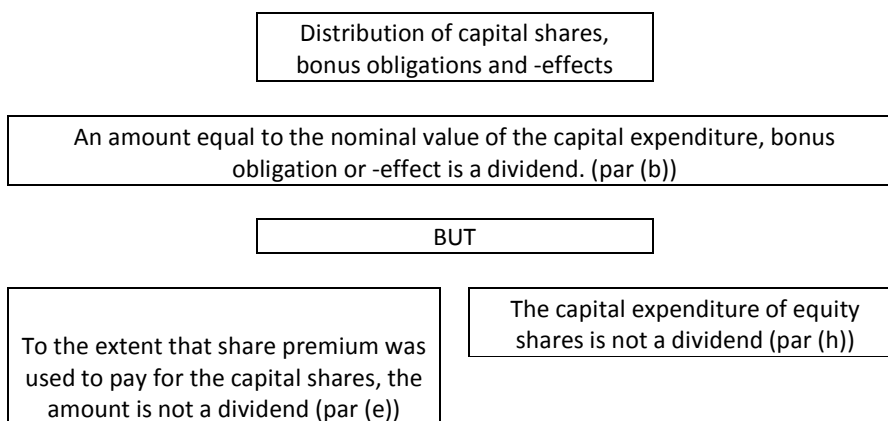 Distribution of capital shares,
bonus obligations and -effects
An amount equal to the nominal value of the capital expenditure, bonus
obligation or -effect is a dividend. (par (b))
BUT
To the extent that share premium was
used to pay for the capital shares, the
amount is not a dividend (par (e))
The capital expenditure of equity
shares is not a dividend (par (h))